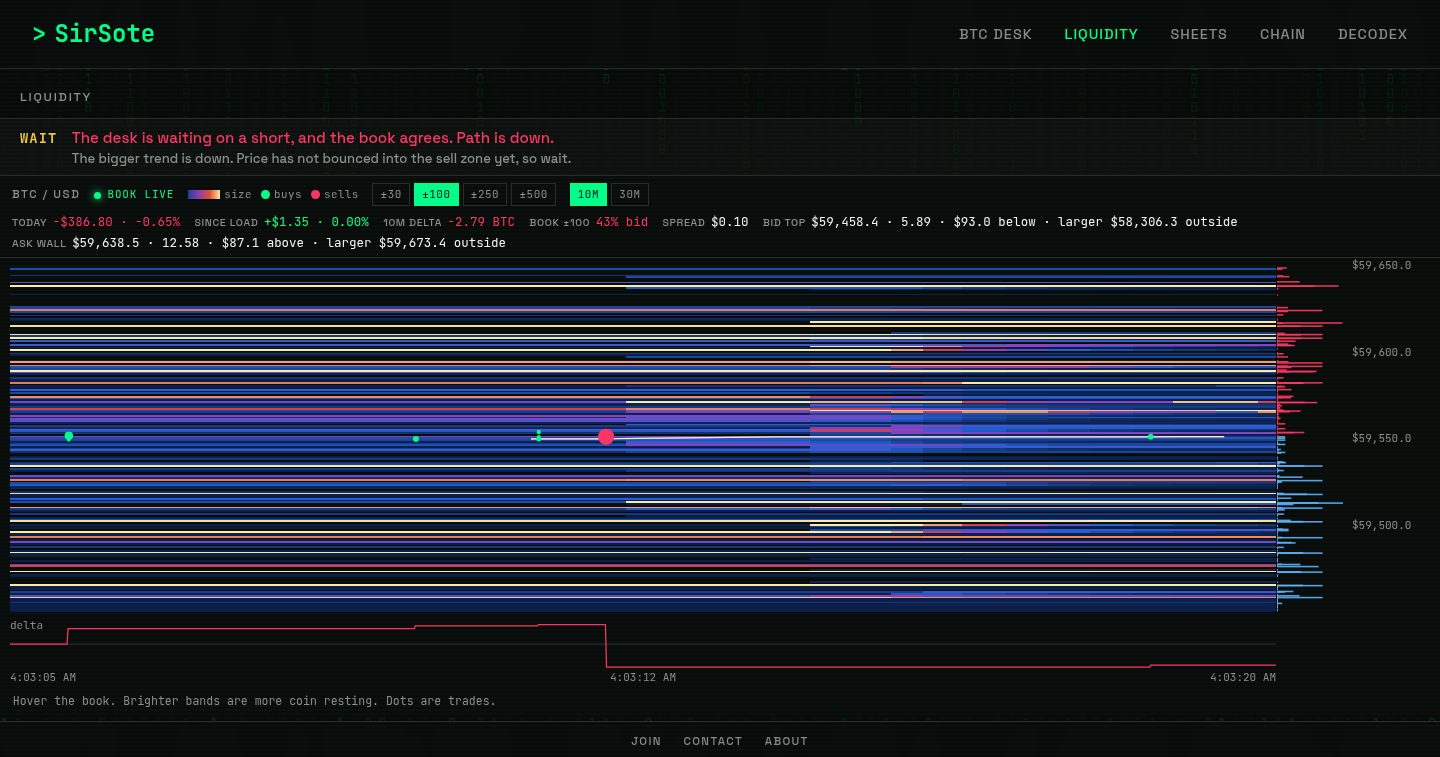 > SirSote
BTC DESK LIQUIDITY SHEETS CHAIN DECODEX
LIQUIDITY
WAIT The desk is waiting on a short, and the book agrees. Path is down.
The bigger trend is down. Price has not bounced into the sell zone yet, so wait.
BTC / USD BOOK LIVE size buys sells ±30 ±100 ±250 ±500 10M 30M
TODAY -$386.80 · -0.65% SINCE LOAD +$1.35 · 0.00% 10M DELTA -2.79 BTC BOOK ±100 43% bid SPREAD $0.10 BID TOP $59,458.4 · 5.89 · $93.0 below · larger $58,306.3 outside
ASK WALL $59,638.5 · 12.58 · $87.1 above · larger $59,673.4 outside
$59,650.0
$59,600.0
$59,550.0
$59,500.0
delta
4:03:05 AM 4:03:12 AM 4:03:20 AM
Hover the book. Brighter bands are more coin resting. Dots are trades.
JOIN CONTACT ABOUT